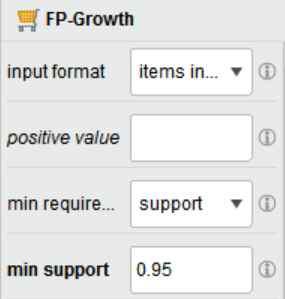 FP-Growth
input format items in...
positive value
min require... support
min support 0.95